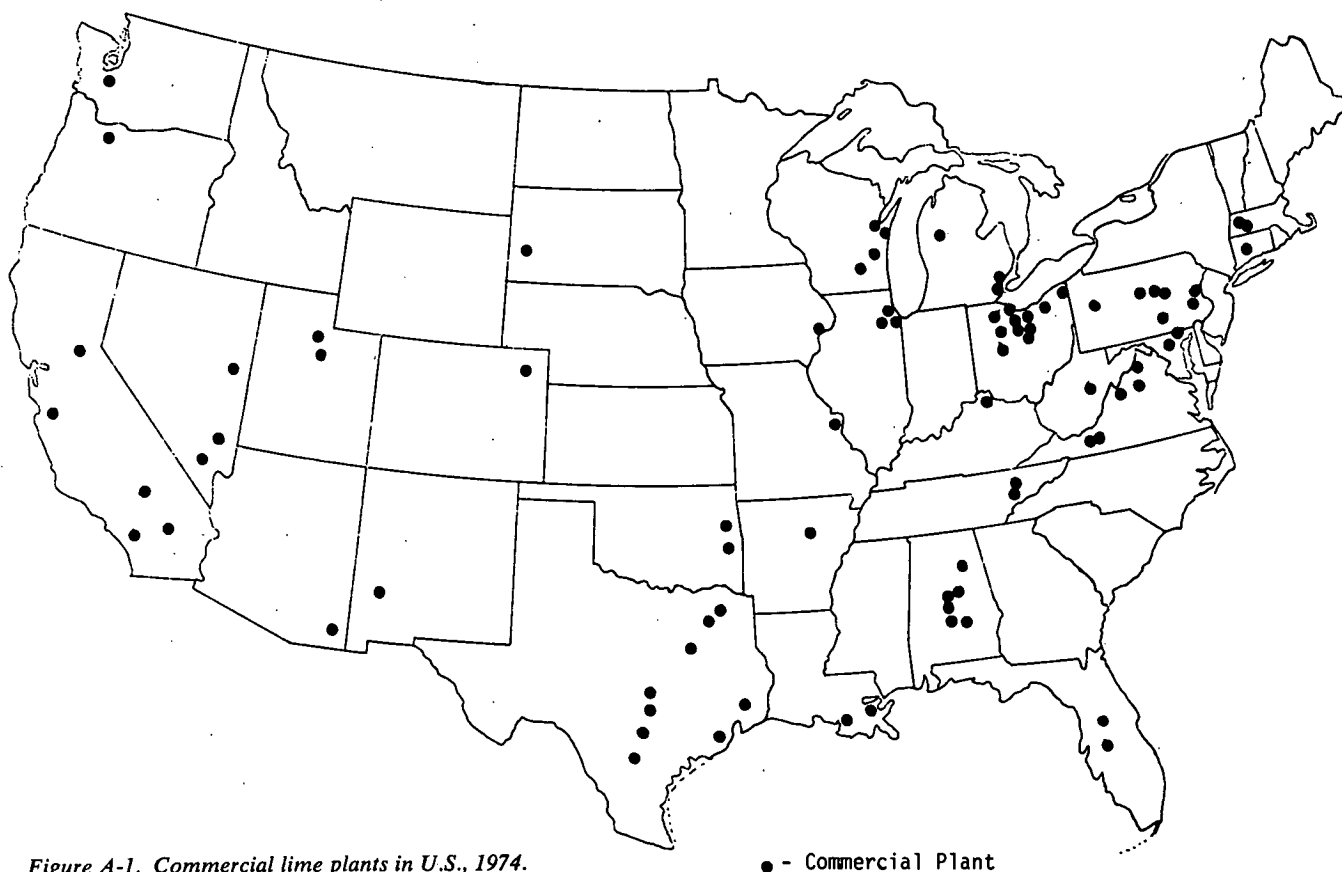 Figure A-1. Commercial lime plants in U.S., 1974.
● - Commercial Plant